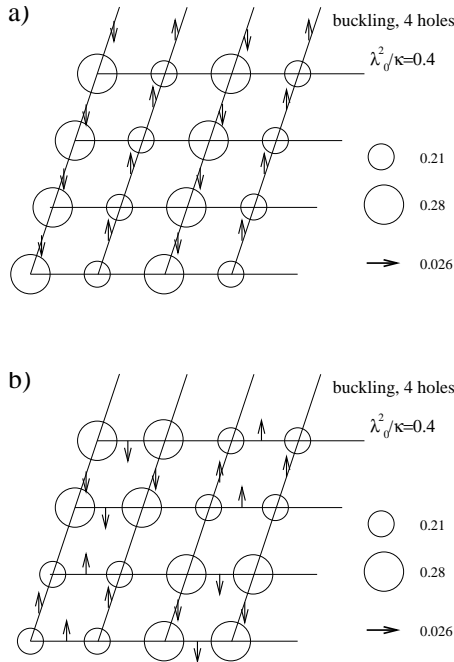 a)
buckling, 4 holes
λ²₀/κ=0.4
0.21
0.28
0.026
b)
buckling, 4 holes
λ²₀/κ=0.4
0.21
0.28
0.026